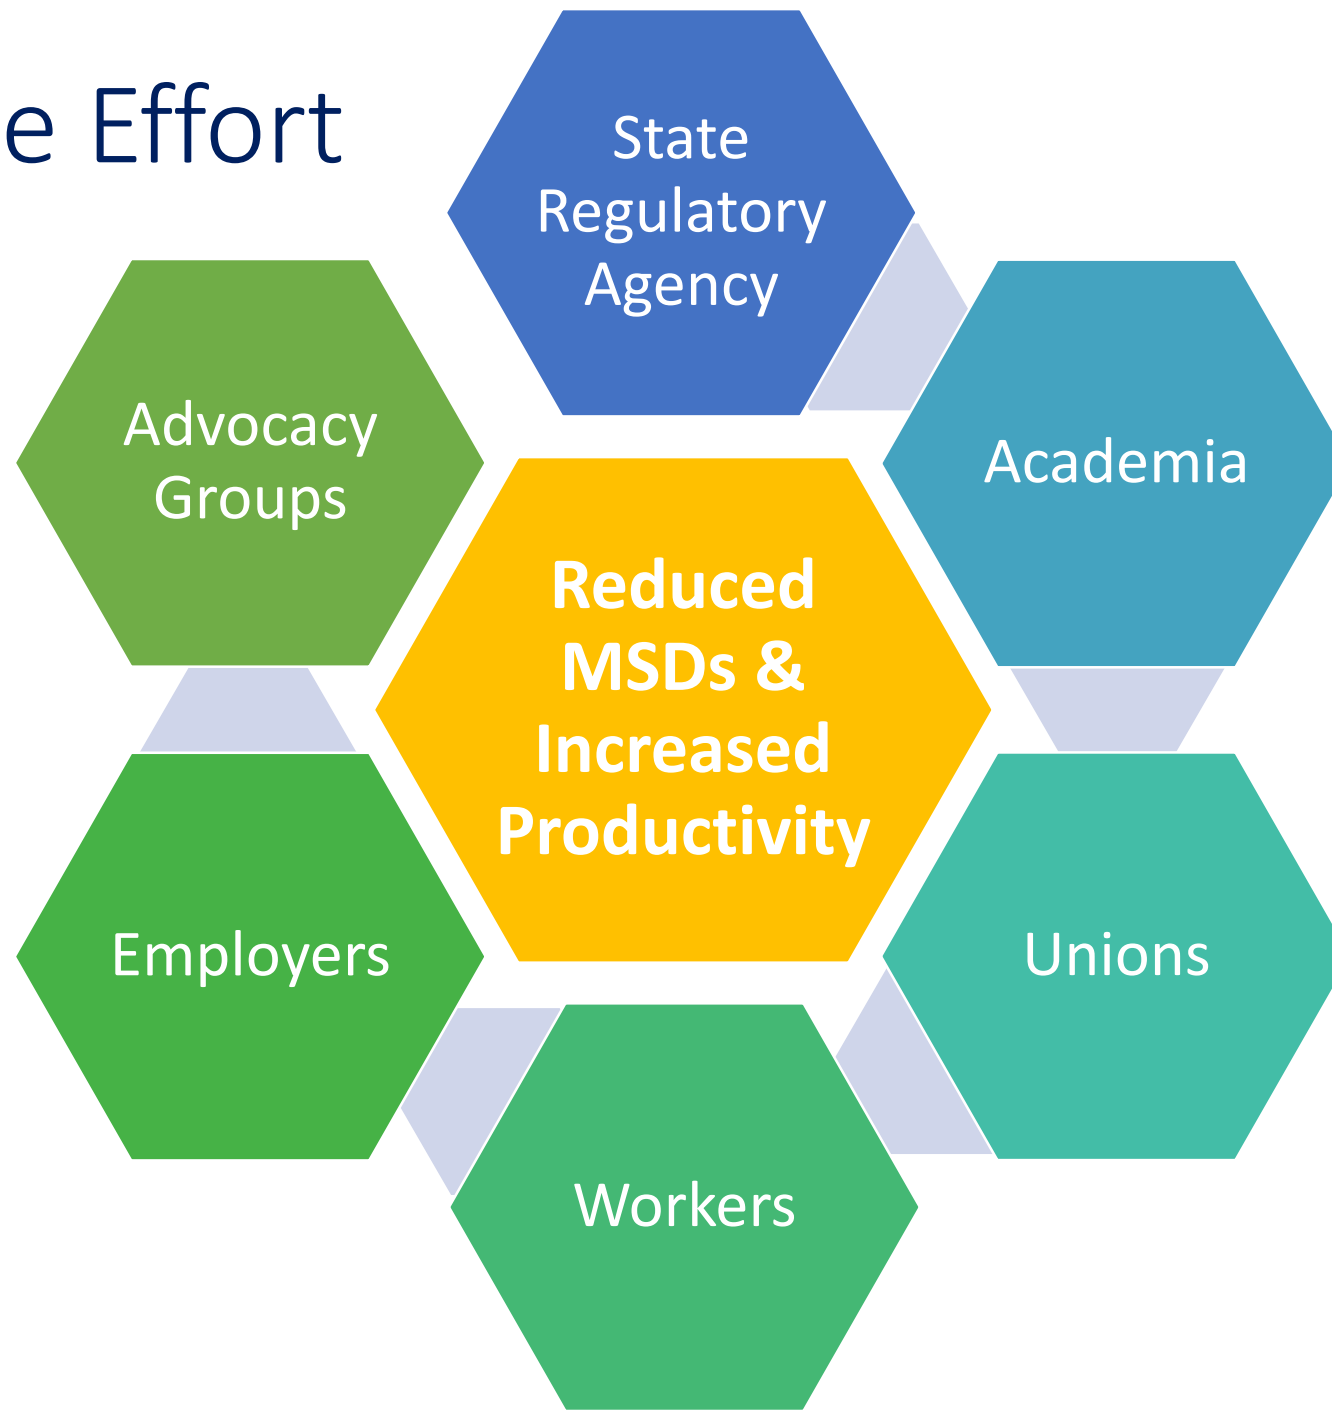 e Effort
State
Regulatory
Agency
Academia
Unions
Workers
Employers
Advocacy
Groups
Reduced
MSDs &
Increased
Productivity